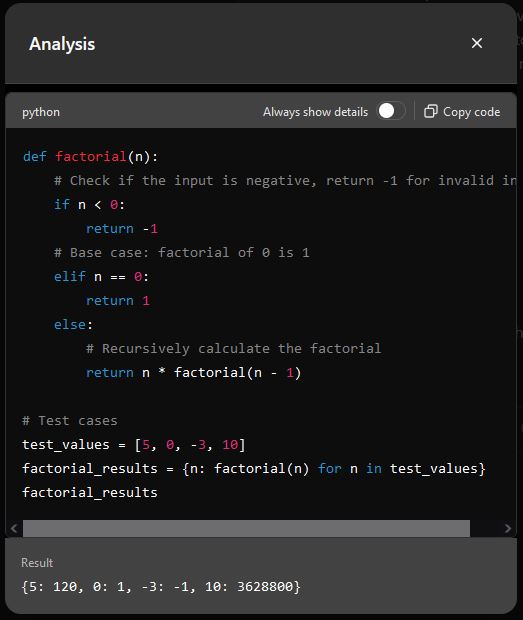 Analysis
python
Always show details
Copy code
def factorial(n):
    # Check if the input is negative, return -1 for invalid in
    if n < 0:
        return -1
    # Base case: factorial of 0 is 1
    elif n == 0:
        return 1
    else:
        # Recursively calculate the factorial
        return n * factorial(n - 1)

# Test cases
test_values = [5, 0, -3, 10]
factorial_results = {n: factorial(n) for n in test_values}
factorial_results
Result
{5: 120, 0: 1, -3: -1, 10: 3628800}